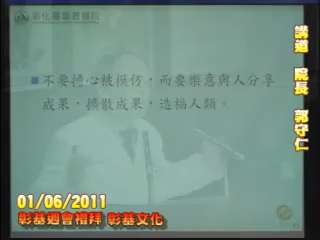 彰化基督教醫院
不要擔心被模仿，而要樂意與人分享
成果，擴散成果，造福人類。
講道 院長 郭守仁
01/06/2011
彰基週會禮拜 彰基文化